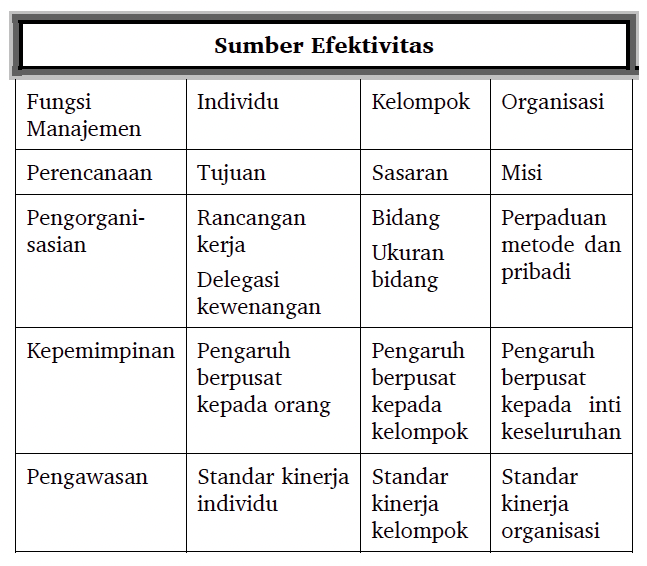 Sumber Efektivitas
Fungsi Manajemen Individu Kelompok Organisasi
Perencanaan Tujuan Sasaran Misi
Pengorgani-
sasian
Rancangan
kerja
Delegasi
kewenangan
Bidang
Ukuran
bidang
Perpaduan
metode dan
pribadi
Kepemimpinan
Pengaruh
berpusat
kepada orang
Pengaruh
berpusat
kepada
kelompok
Pengaruh
berpusat
kepada inti
keseluruhan
Pengawasan
Standar kinerja
individu
Standar
kinerja
kelompok
Standar
kinerja
organisasi